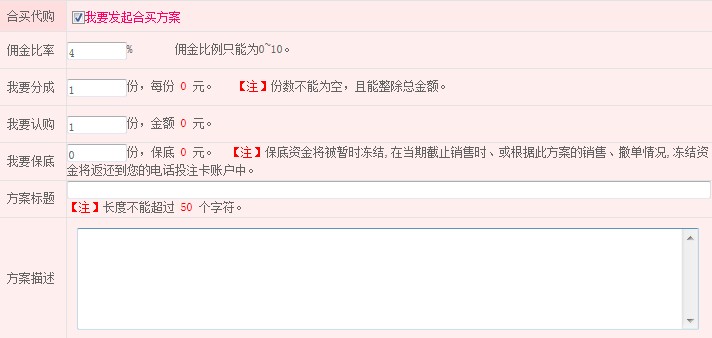 合买代购 我要发起合买方案
佣金比率 4 % 佣金比例只能为0~10。
我要分成 1 份，每份 0 元。 【注】份数不能为空，且能整除总金额。
我要认购 1 份，金额 0 元。
我要保底 0 份，保底 0 元。 【注】保底资金将被暂时冻结,在当期截止销售时、或根据此方案的销售、撤单情况,冻结资
金将返还到您的电话投注卡账户中。
方案标题
【注】长度不能超过 50 个字符。
方案描述